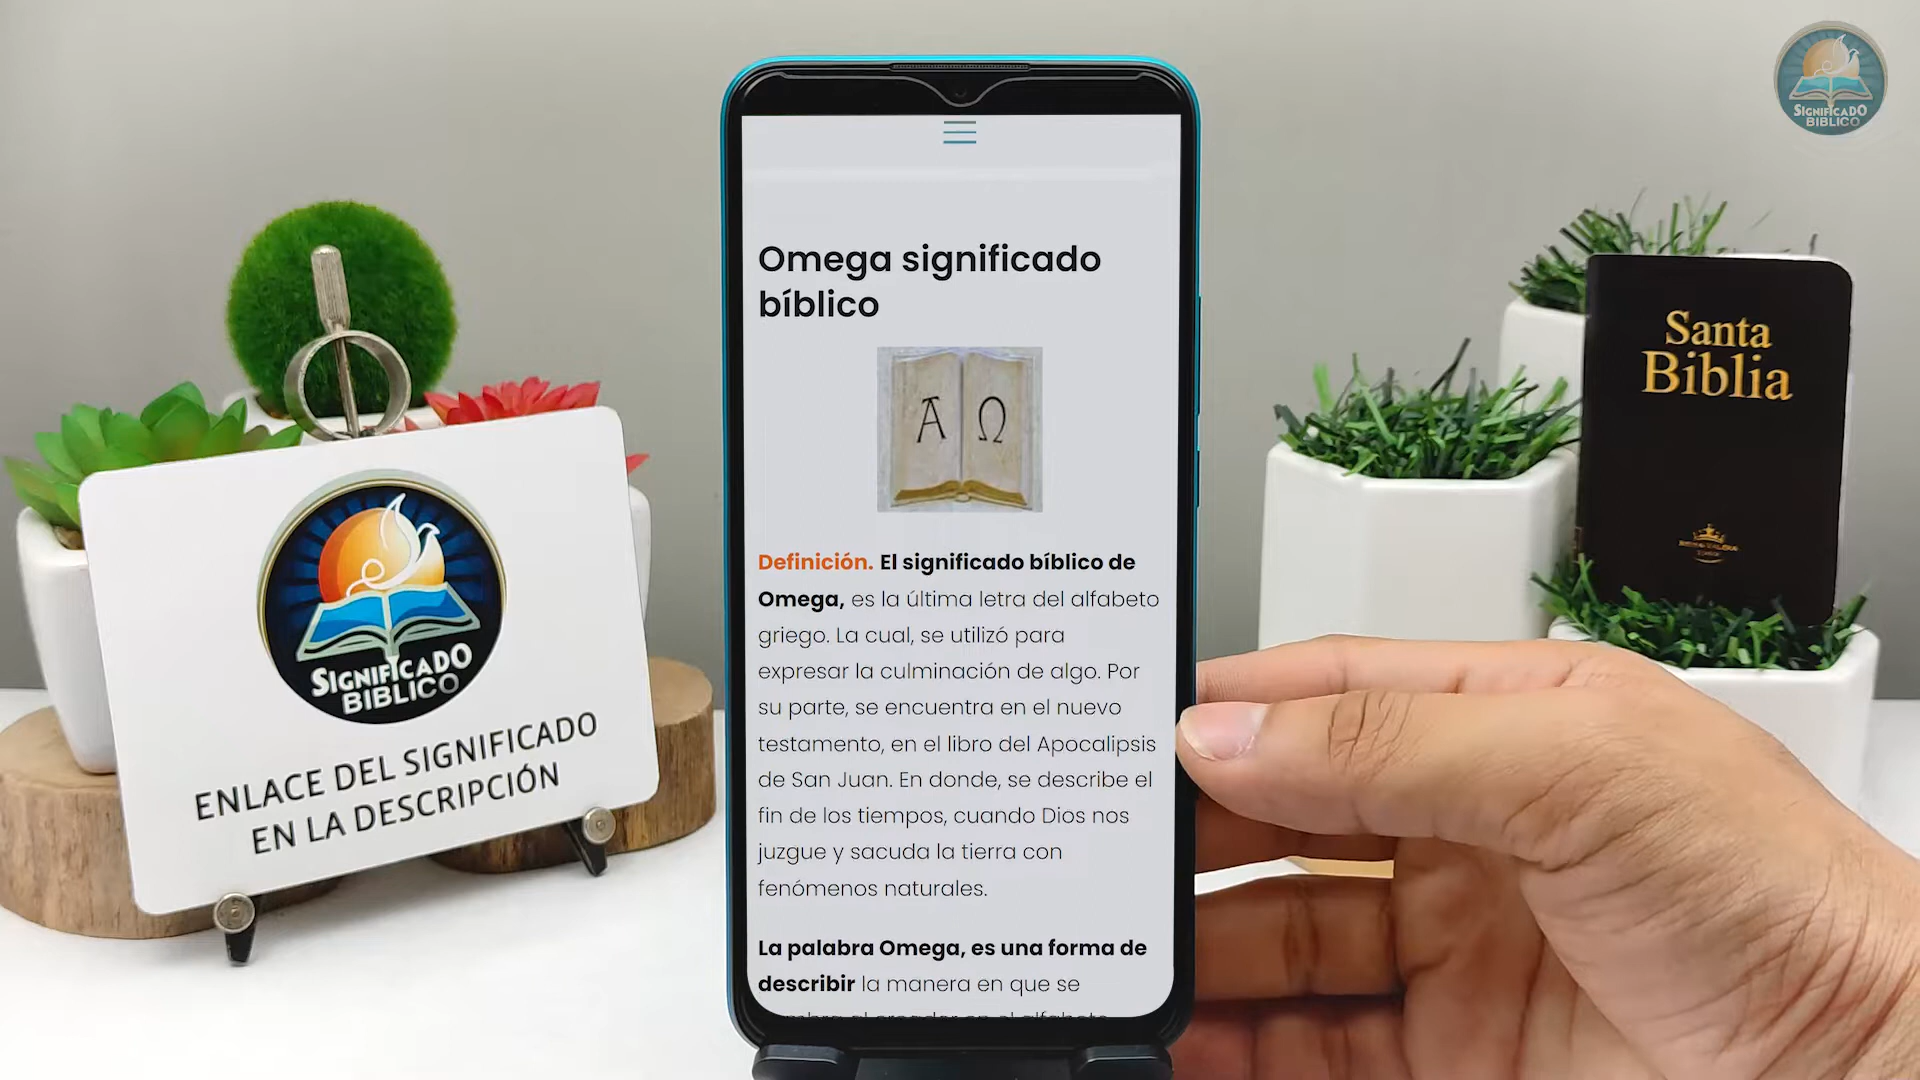 SIGNIFICADO
BIBLICO
Omega significado
bíblico
Α Ω
Definición. El significado bíblico de
Omega, es la última letra del alfabeto
griego. La cual, se utilizó para
expresar la culminación de algo. Por
su parte, se encuentra en el nuevo
testamento, en el libro del Apocalipsis
de San Juan. En donde, se describe el
fin de los tiempos, cuando Dios nos
juzgue y sacuda la tierra con
fenómenos naturales.
La palabra Omega, es una forma de
describir la manera en que se
SIGNIFICADO
BIBLICO
ENLACE DEL SIGNIFICADO
EN LA DESCRIPCIÓN
Santa
Biblia